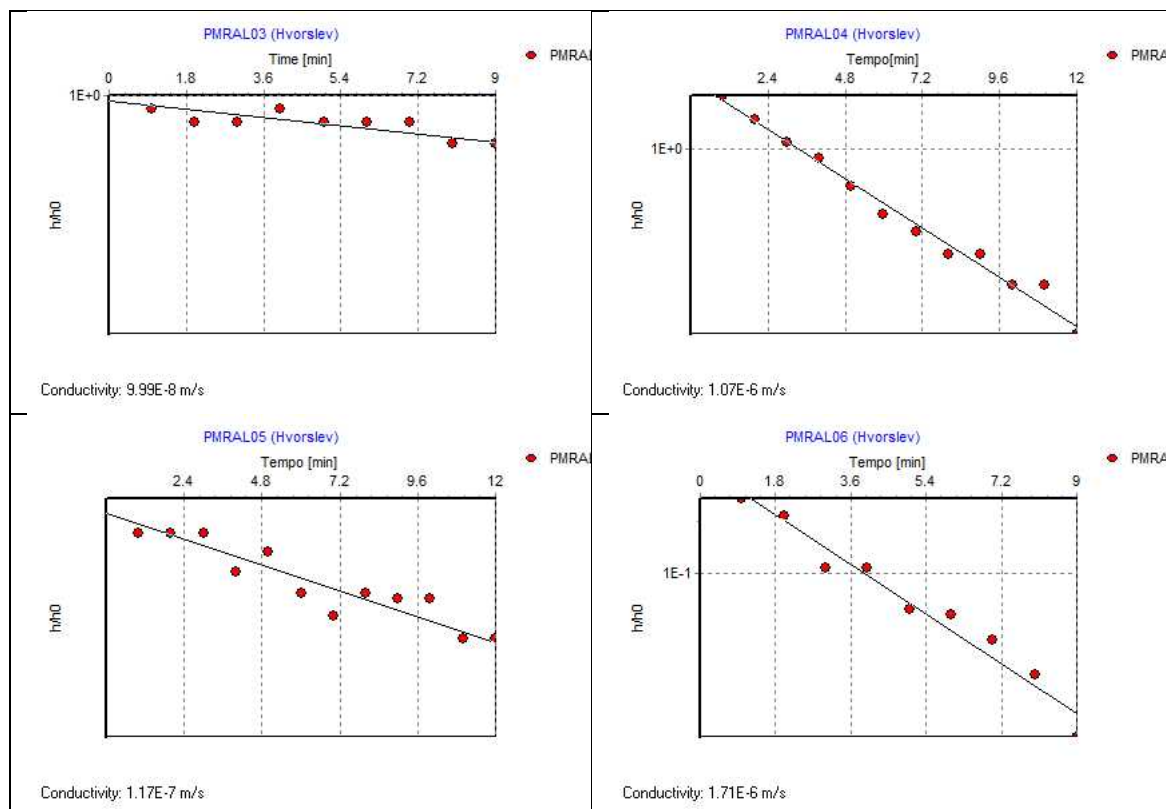 PMRAL03 (Hvorslev)
Time [min]
PMRAL
0 1.8 3.6 5.4 7.2 9
1E+0
h/h0
Conductivity: 9.99E-8 m/s
PMRAL04 (Hvorslev)
Tempo[min]
PMRAL
2.4 4.8 7.2 9.6 12
1E+0
h/h0
Conductivity: 1.07E-6 m/s
PMRAL05 (Hvorslev)
Tempo [min]
PMRAL
2.4 4.8 7.2 9.6 12
h/h0
Conductivity: 1.17E-7 m/s
PMRAL06 (Hvorslev)
Tempo [min]
PMRAL
0 1.8 3.6 5.4 7.2 9
1E-1
h/h0
Conductivity: 1.71E-6 m/s